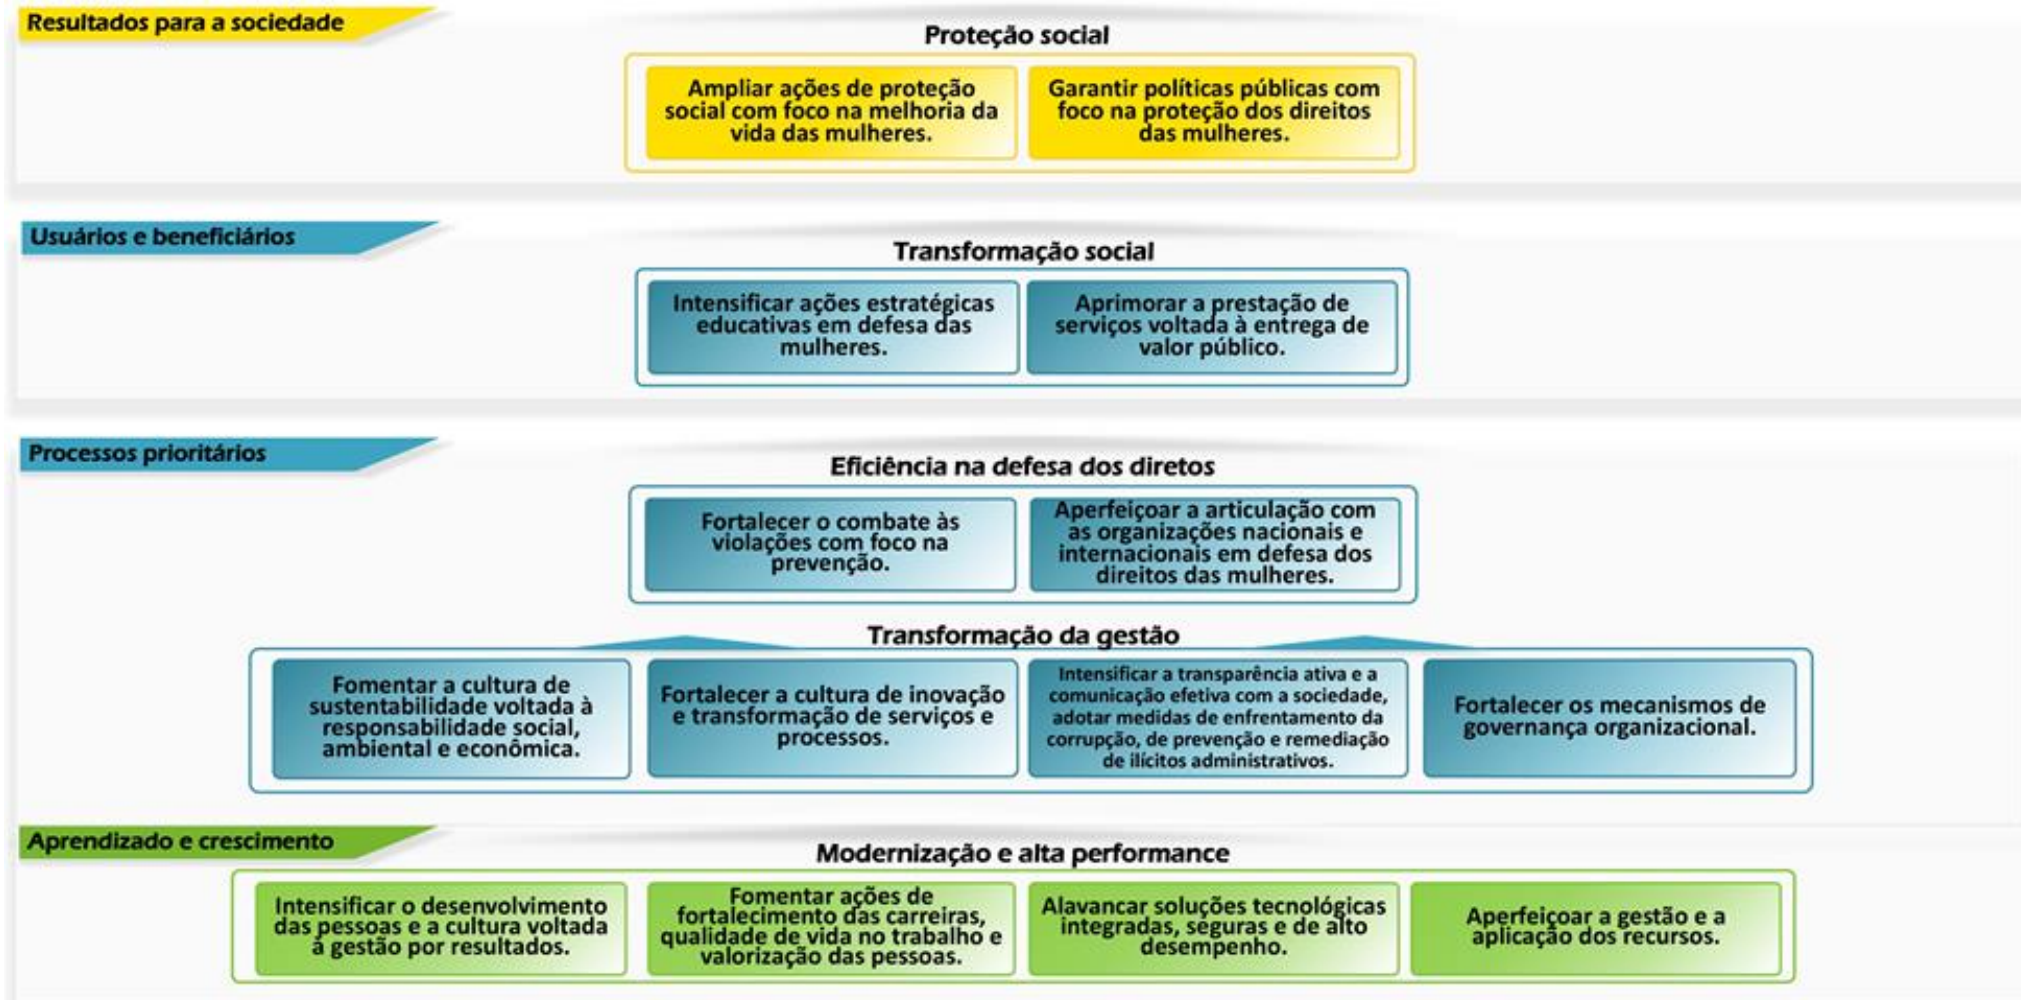 Resultados para a sociedade
Proteção social
Ampliar ações de proteção
social com foco na melhoria da
vida das mulheres.
Garantir políticas públicas com
foco na proteção dos direitos
das mulheres.
Usuários e beneficiários
Transformação social
Intensificar ações estratégicas
educativas em defesa das
mulheres.
Aprimorar a prestação de
serviços voltada à entrega de
valor público.
Processos prioritários
Eficiência na defesa dos diretos
Fortalecer o combate às
violações com foco na
prevenção.
Aperfeiçoar a articulação com
as organizações nacionais e
internacionais em defesa dos
direitos das mulheres.
Transformação da gestão
Fomentar a cultura de
sustentabilidade voltada à
responsabilidade social,
ambiental e econômica.
Fortalecer a cultura de inovação
e transformação de serviços e
processos.
Intensificar a transparência ativa e a
comunicação efetiva com a sociedade,
adotar medidas de enfrentamento da
corrupção, de prevenção e remediação
de ilícitos administrativos.
Fortalecer os mecanismos de
governança organizacional.
Aprendizado e crescimento
Modernização e alta performance
Intensificar o desenvolvimento
das pessoas e a cultura voltada
à gestão por resultados.
Fomentar ações de
fortalecimento das carreiras,
qualidade de vida no trabalho e
valorização das pessoas.
Alavancar soluções tecnológicas
integradas, seguras e de alto
desempenho.
Aperfeiçoar a gestão e a
aplicação dos recursos.